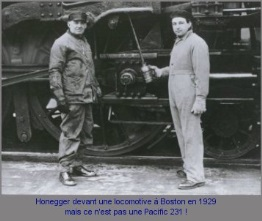 Honegger devant une locomotive à Boston en 1929
mais ce n'est pas une Pacific 231 !